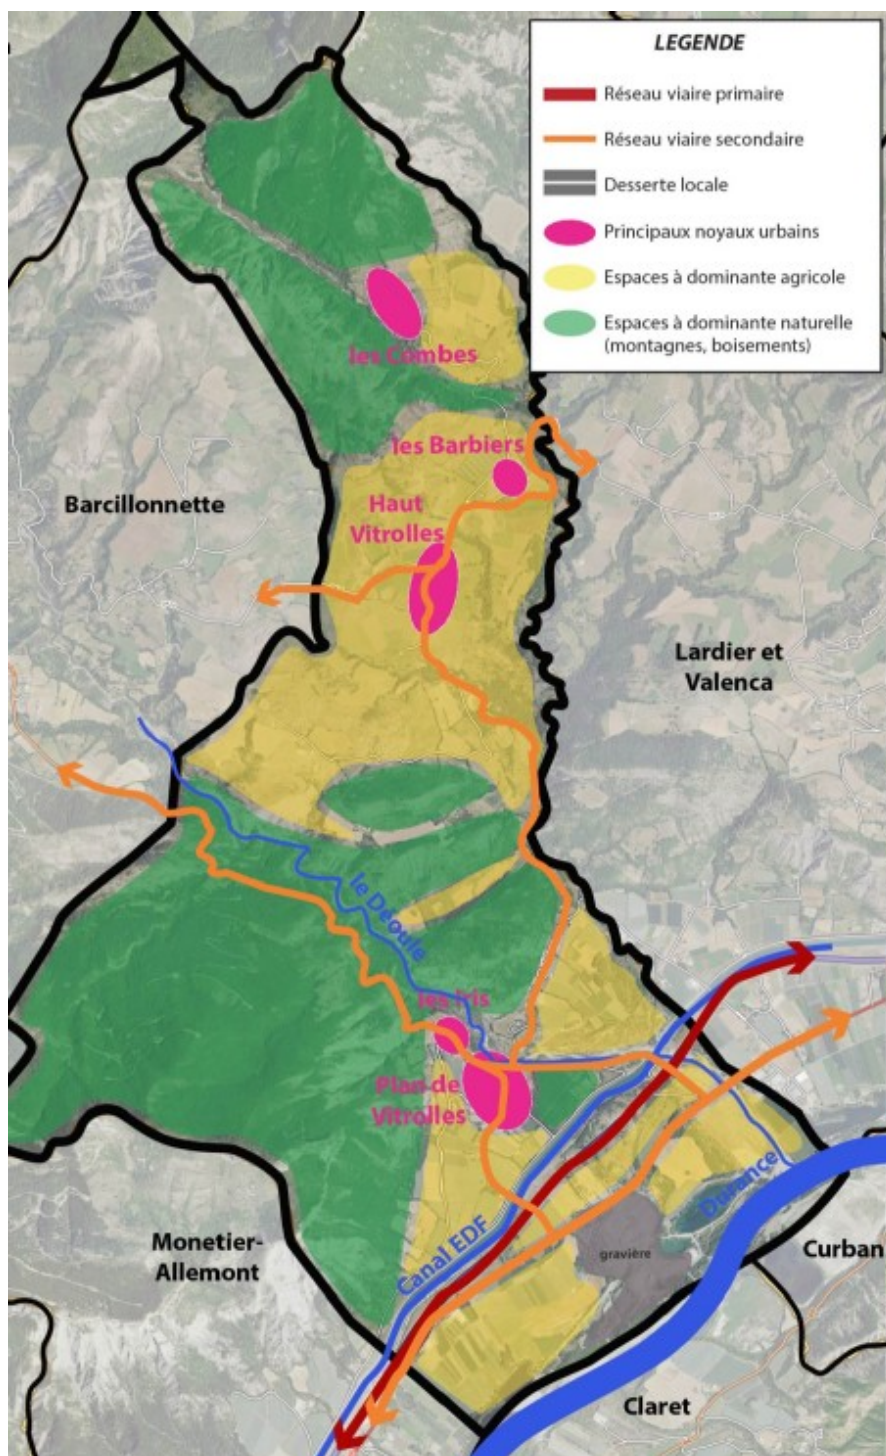 LEGENDE
Réseau viaire primaire
Réseau viaire secondaire
Desserte locale
Principaux noyaux urbains
Espaces à dominante agricole
Espaces à dominante naturelle
(montagnes, boisements)
les Combes
les Barbiers
Barcillonnette
Haut
Vitrolles
Lardier et
Valenca
le Déoule
les Iris
Plan de
Vitrolles
Durance
Canal EDF
Monetier-
Allemont
gravière
Curban
Claret